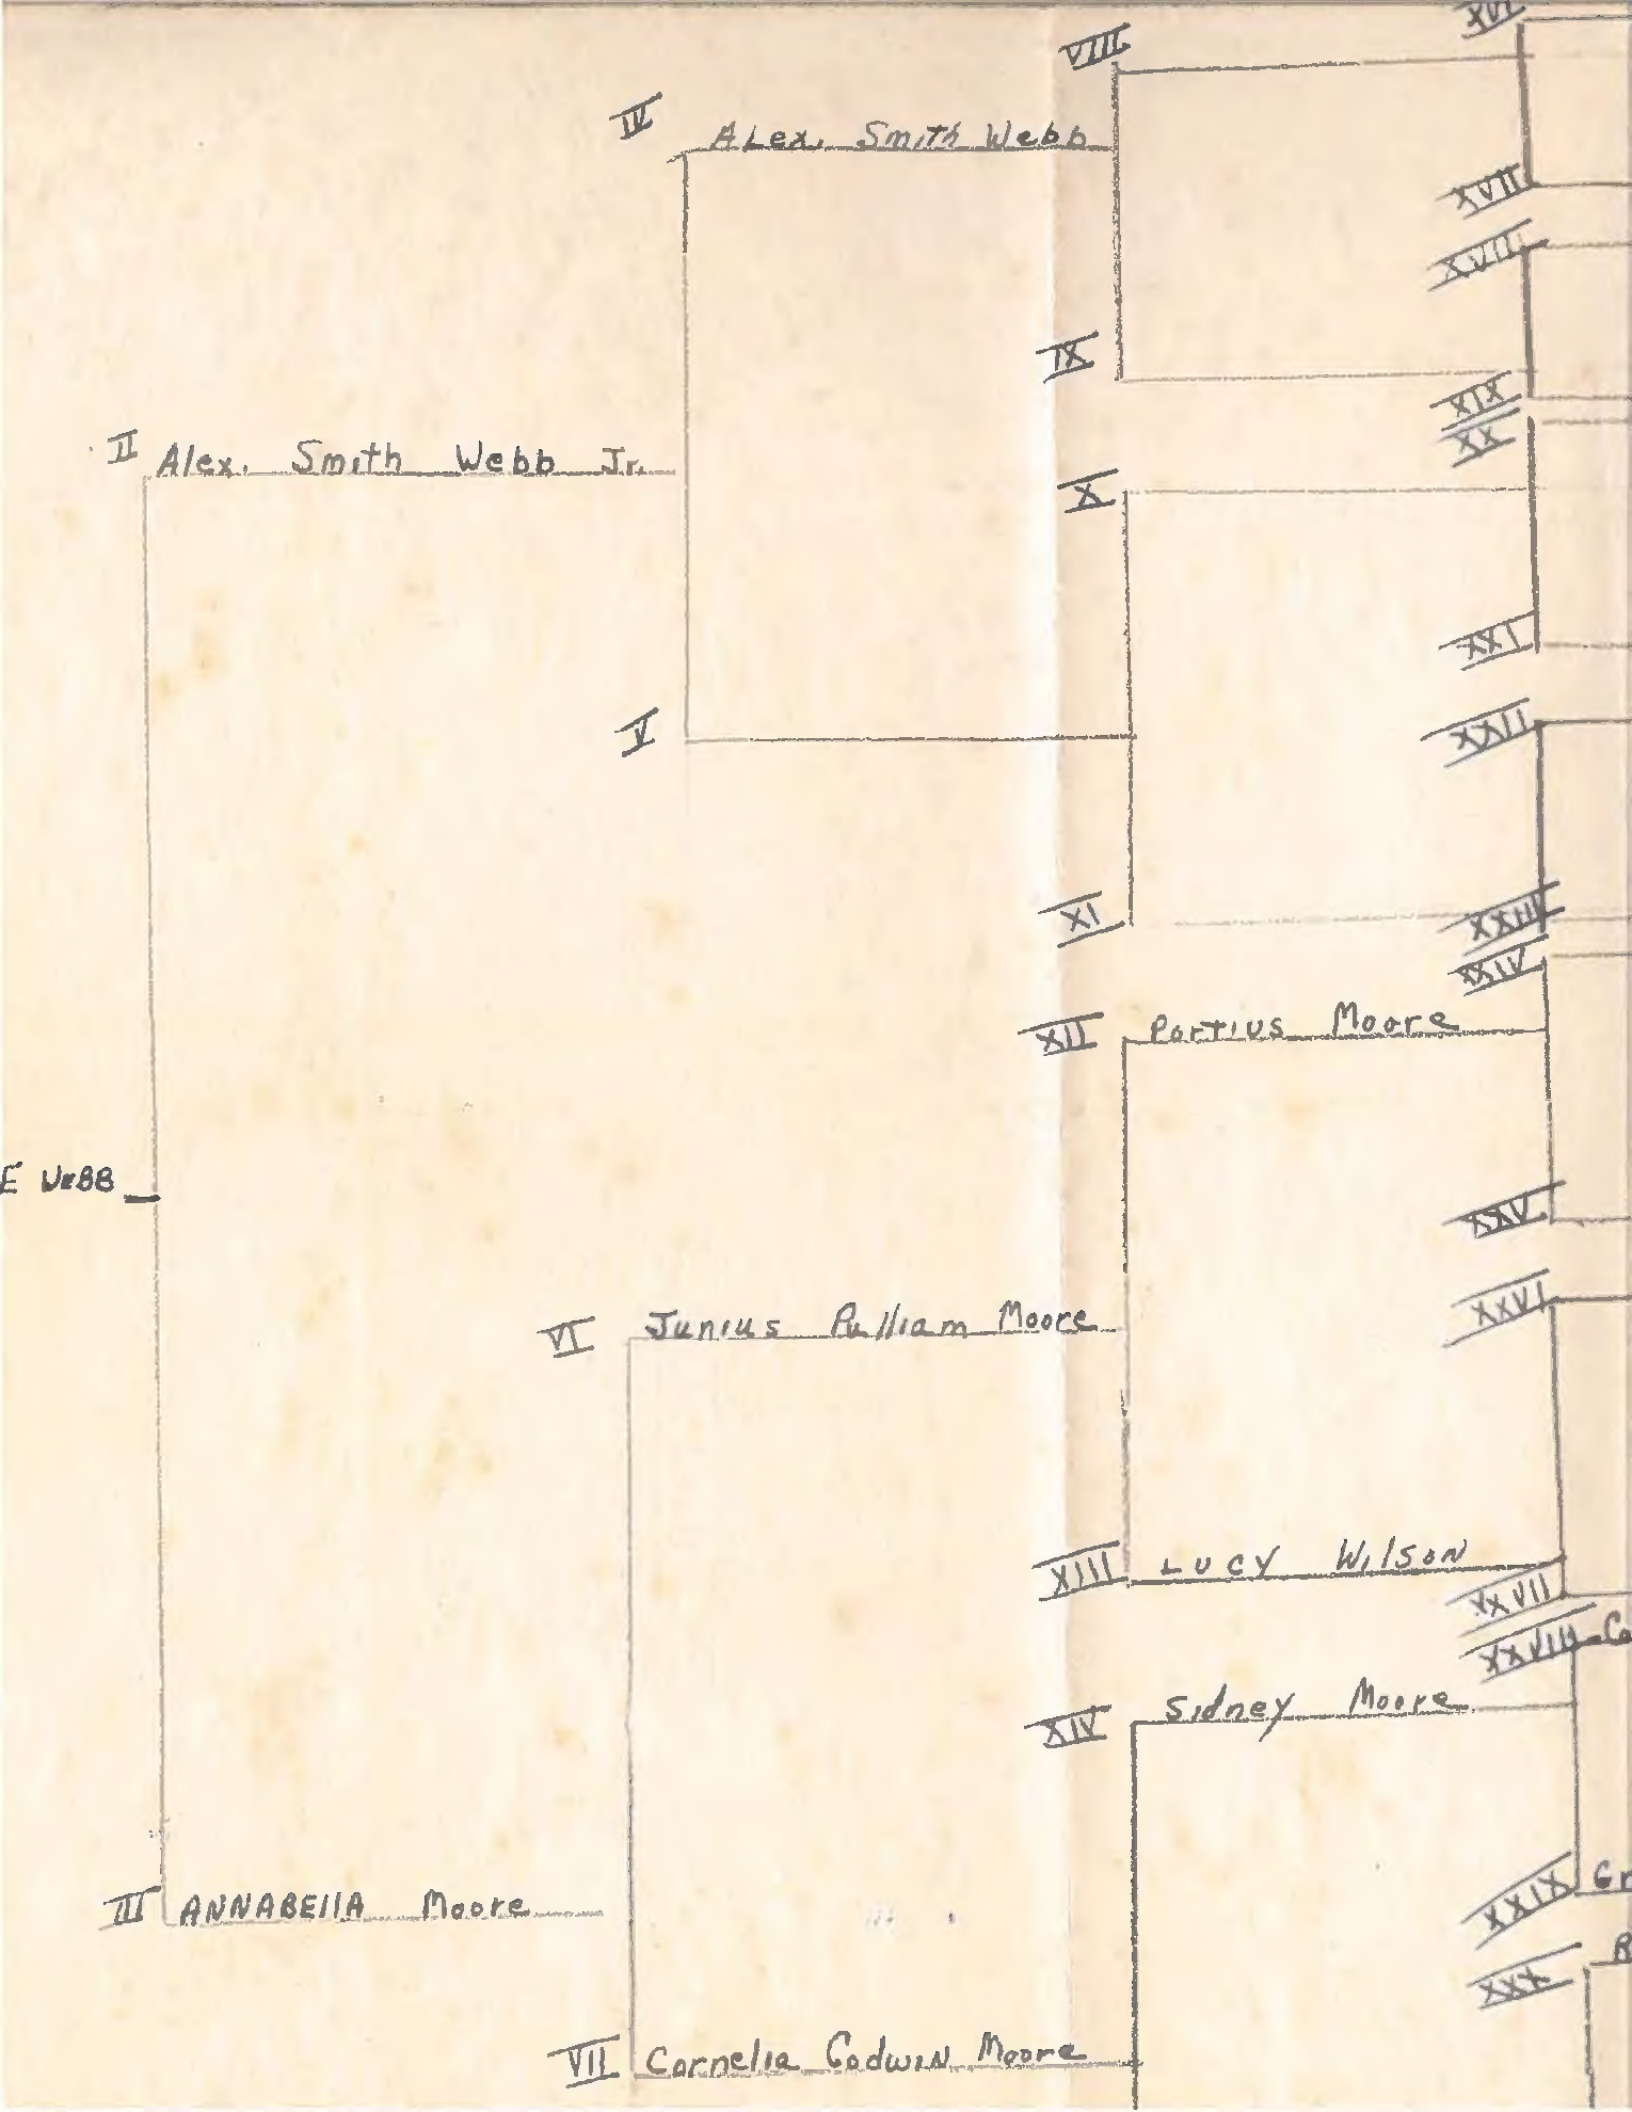 XVI
VIII
IV Alex. Smith Webb
XVII
XVIII
IX
XIX
XX
II Alex. Smith Webb Jr.
X
XXI
V
XXII
XI
XXIII
XXIV
XII Portius Moore
E WEBB
XXV
XXVI
VI Junius Pulliam Moore
XIII LUCY WilsoN
XXVII
XXVIII Co
XIV Sidney Moore
XXIX Gr
III ANNABEllA Moore
XXX R
VII Cornelia GodwiN Moore